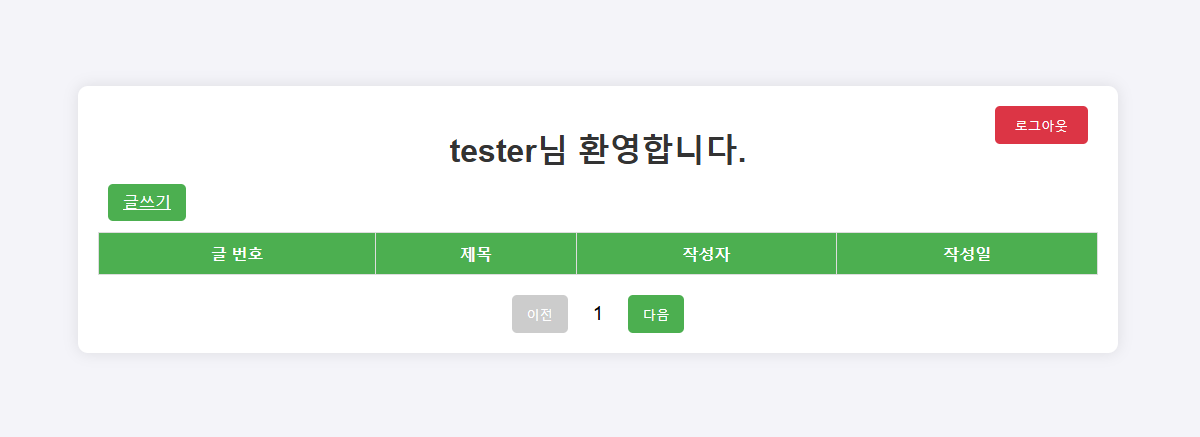 로그아웃
tester님 환영합니다.
글쓰기
글 번호 제목 작성자 작성일
이전 1 다음